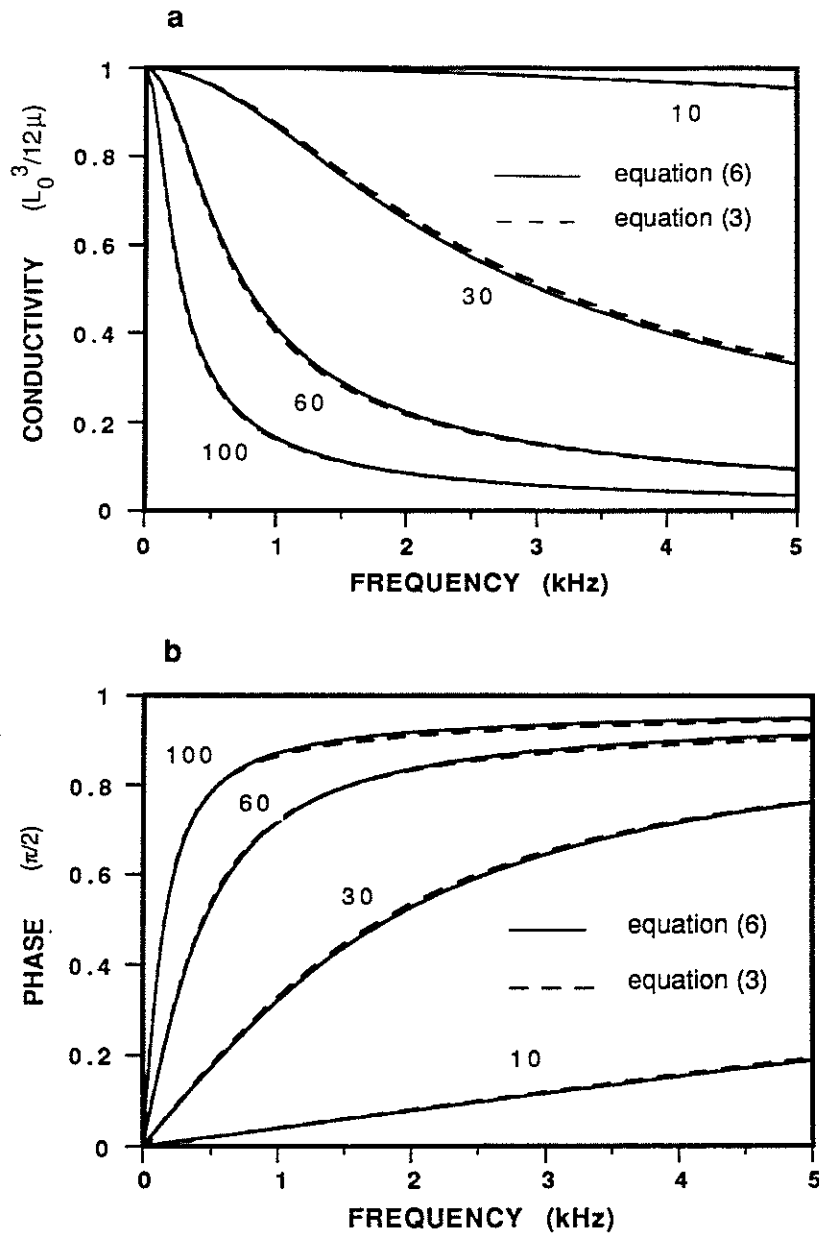 a
CONDUCTIVITY (L₀³/12μ)
1
0.8
0.6
0.4
0.2
0
10
30
60
100
equation (6)
equation (3)
0 1 2 3 4 5
FREQUENCY (kHz)
b
PHASE (π/2)
1
0.8
0.6
0.4
0.2
0
100
60
30
10
equation (6)
equation (3)
0 1 2 3 4 5
FREQUENCY (kHz)